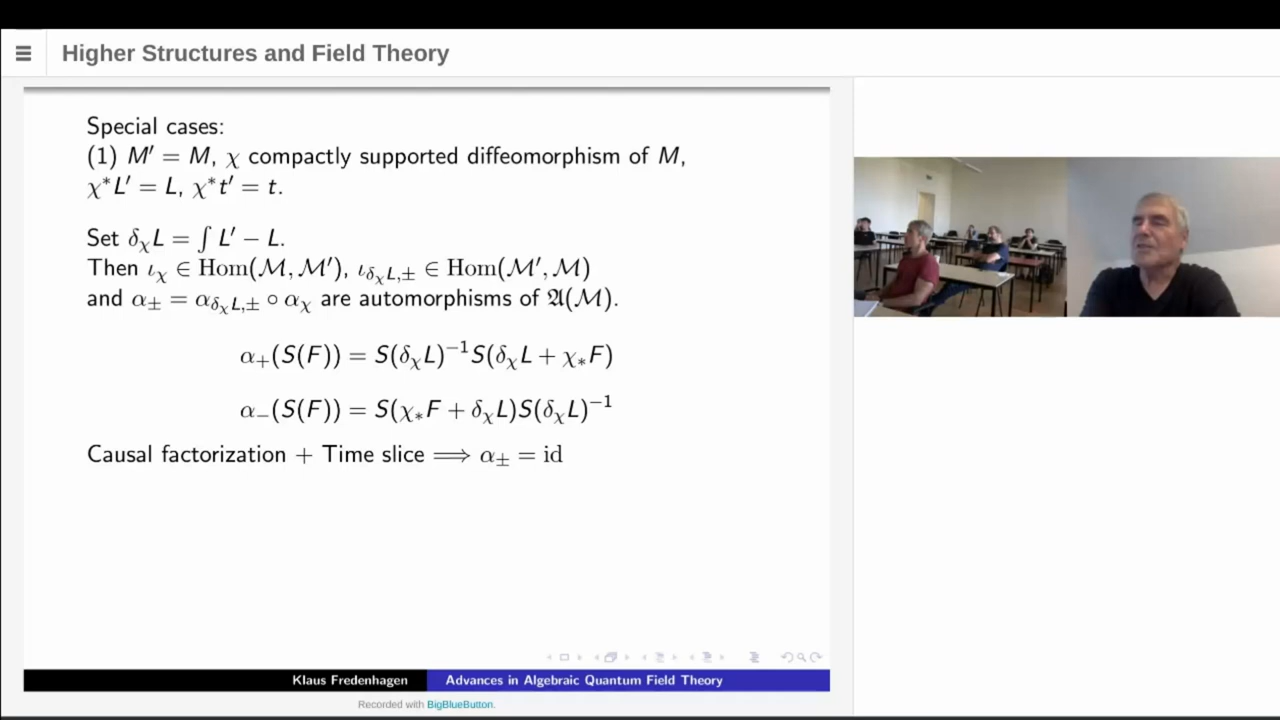 Higher Structures and Field Theory
Special cases:
(1) M′ = M, χ compactly supported diffeomorphism of M,
χ*L′ = L, χ*t′ = t.
Set δ_χL = ∫ L′ − L.
Then ι_χ ∈ Hom(ℳ, ℳ′), ι_{δ_χL,±} ∈ Hom(ℳ′, ℳ)
and α_± = α_{δ_χL,±} ∘ α_χ are automorphisms of 𝔄(ℳ).
α_+(S(F)) = S(δ_χL)^{−1}S(δ_χL + χ_*F)
α_−(S(F)) = S(χ_*F + δ_χL)S(δ_χL)^{−1}
Causal factorization + Time slice ⟹ α_± = id
Klaus Fredenhagen Advances in Algebraic Quantum Field Theory
Recorded with BigBlueButton.